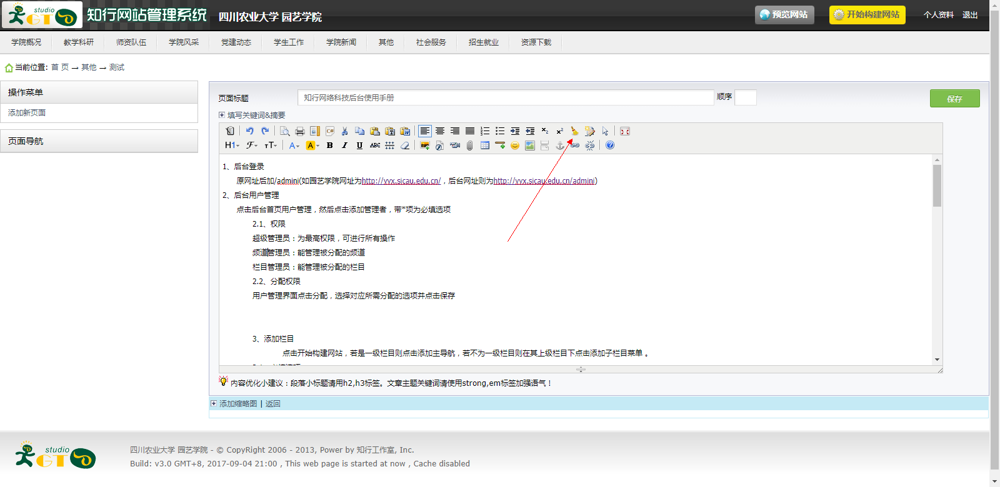 studio
GTO
知行网站管理系统
四川农业大学 园艺学院
预览网站
开始构建网站
个人资料
退出
学院概况
教学科研
师资队伍
学院风采
党建动态
学生工作
学院新闻
其他
社会服务
招生就业
资源下载
当前位置: 首 页 → 其他 → 测试
操作菜单
添加新页面
页面导航
页面标题
知行网络科技后台使用手册
顺序
保存
填写关键词&摘要
1、后台登录
原网址后加/admini(如园艺学院网址为http://yyx.sicau.edu.cn/，后台网址则为http://yyx.sicau.edu.cn/admini)
2、后台用户管理
点击后台首页用户管理，然后点击添加管理者，带*项为必填选项
2.1、权限
超级管理员：为最高权限，可进行所有操作
频道管理员：能管理被分配的频道
栏目管理员：能管理被分配的栏目
2.2、分配权限
用户管理界面点击分配，选择对应所需分配的选项并点击保存
3、添加栏目
点击开始构建网站，若是一级栏目则点击添加主导航，若不为一级栏目则在其上级栏目下点击添加子栏目菜单 。
内容优化小建议：段落小标题请用h2,h3标签。文章主题关键词请使用strong,em标签加强语气！
添加缩略图 | 返回
studio
GTO
四川农业大学 园艺学院 - © CopyRight 2006 - 2013, Power by 知行工作室, Inc.
Build: v3.0 GMT+8, 2017-09-04 21:00 , This web page is started at now , Cache disabled